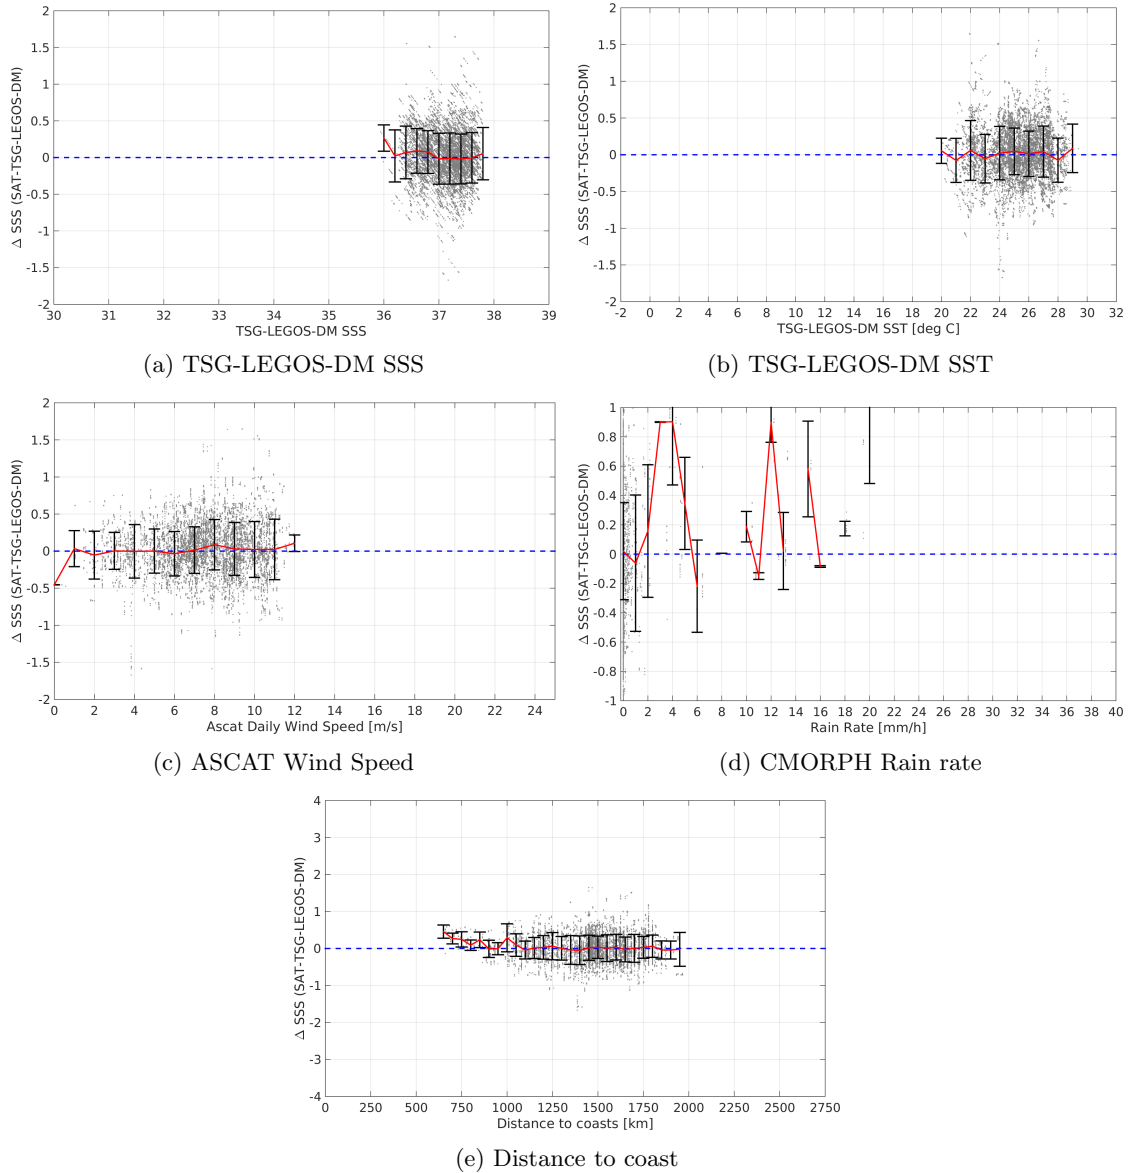 2
1.5
1
0.5
0
-0.5
-1
-1.5
-2
Δ SSS (SAT-TSG-LEGOS-DM)
30 31 32 33 34 35 36 37 38 39
TSG-LEGOS-DM SSS
(a) TSG-LEGOS-DM SSS
2
1.5
1
0.5
0
-0.5
-1
-1.5
-2
Δ SSS (SAT-TSG-LEGOS-DM)
-2 0 2 4 6 8 10 12 14 16 18 20 22 24 26 28 30 32
TSG-LEGOS-DM SST [deg C]
(b) TSG-LEGOS-DM SST
2
1.5
1
0.5
0
-0.5
-1
-1.5
-2
Δ SSS (SAT-TSG-LEGOS-DM)
0 2 4 6 8 10 12 14 16 18 20 22 24
Ascat Daily Wind Speed [m/s]
(c) ASCAT Wind Speed
1
0.8
0.6
0.4
0.2
0
-0.2
-0.4
-0.6
-0.8
-1
Δ SSS (SAT-TSG-LEGOS-DM)
0 2 4 6 8 10 12 14 16 18 20 22 24 26 28 30 32 34 36 38 40
Rain Rate [mm/h]
(d) CMORPH Rain rate
4
3
2
1
0
-1
-2
-3
-4
Δ SSS (SAT-TSG-LEGOS-DM)
0 250 500 750 1000 1250 1500 1750 2000 2250 2500 2750
Distance to coasts [km]
(e) Distance to coast